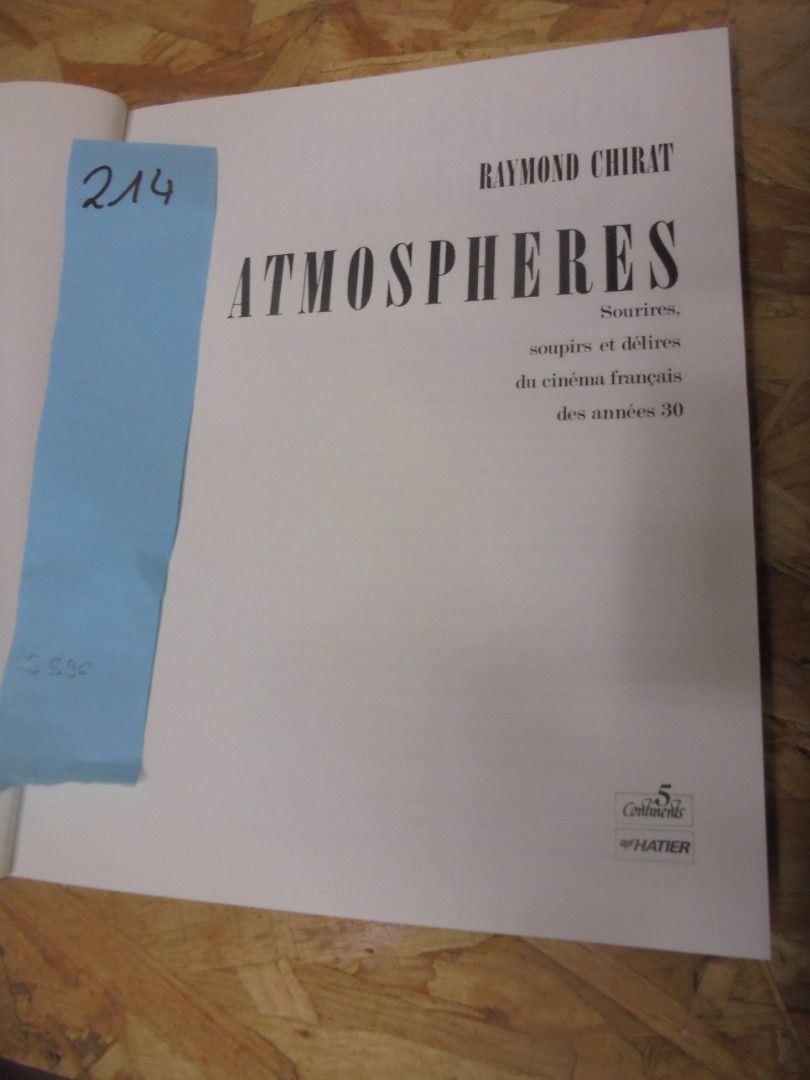 214
RAYMOND CHIRAT
ATMOSPHERES
Sourires,
soupirs et délires
du cinéma français
des années 30
5
Continents
HATIER